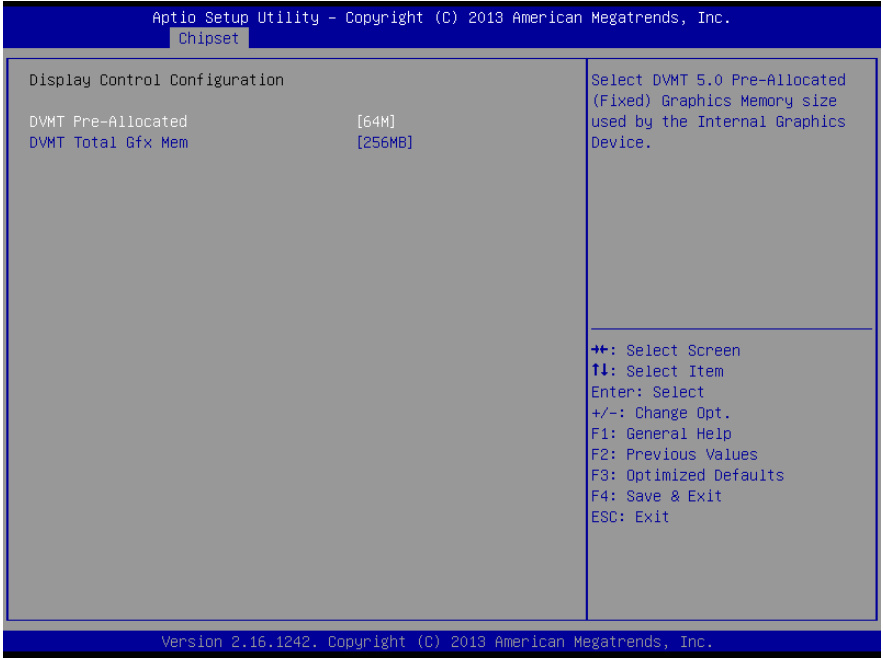 Aptio Setup Utility – Copyright (C) 2013 American Megatrends, Inc.
Chipset
Display Control Configuration
DVMT Pre-Allocated [64M]
DVMT Total Gfx Mem [256MB]
Select DVMT 5.0 Pre-Allocated
(Fixed) Graphics Memory size
used by the Internal Graphics
Device.
→←: Select Screen
↑↓: Select Item
Enter: Select
+/-: Change Opt.
F1: General Help
F2: Previous Values
F3: Optimized Defaults
F4: Save & Exit
ESC: Exit
Version 2.16.1242. Copyright (C) 2013 American Megatrends, Inc.